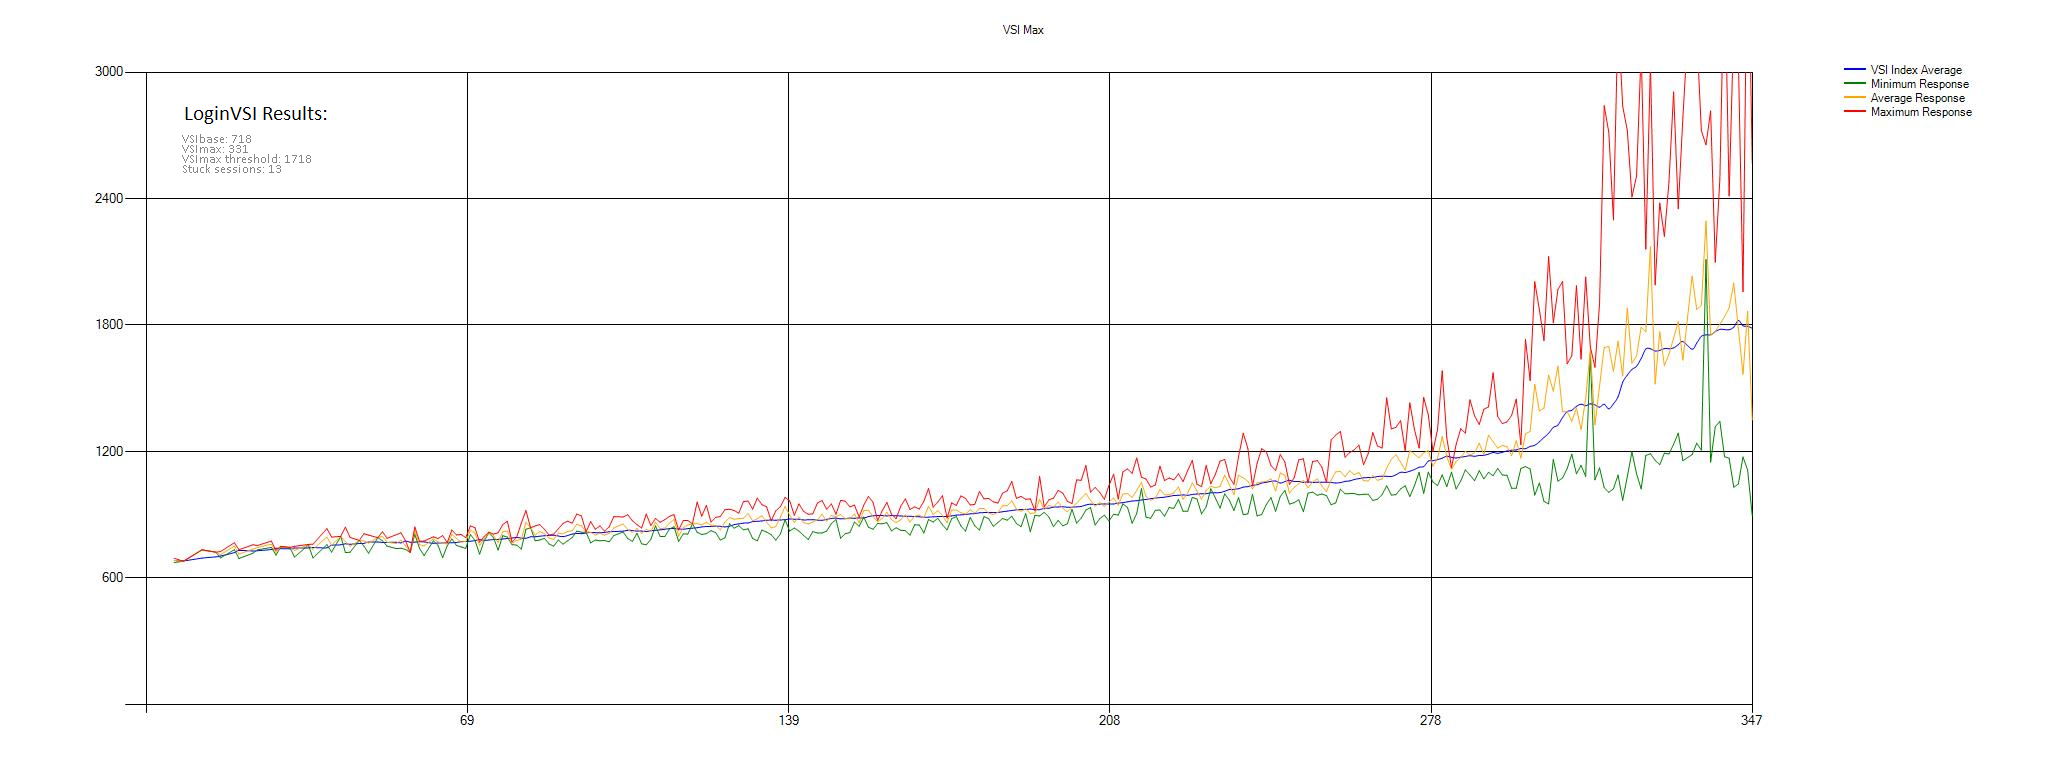 VSI Max
3000
2400
1800
1200
600
LoginVSI Results:
VSIbase: 718
VSImax: 331
VSImax threshold: 1718
Stuck sessions: 13
VSI Index Average
Minimum Response
Average Response
Maximum Response
69
139
208
278
347